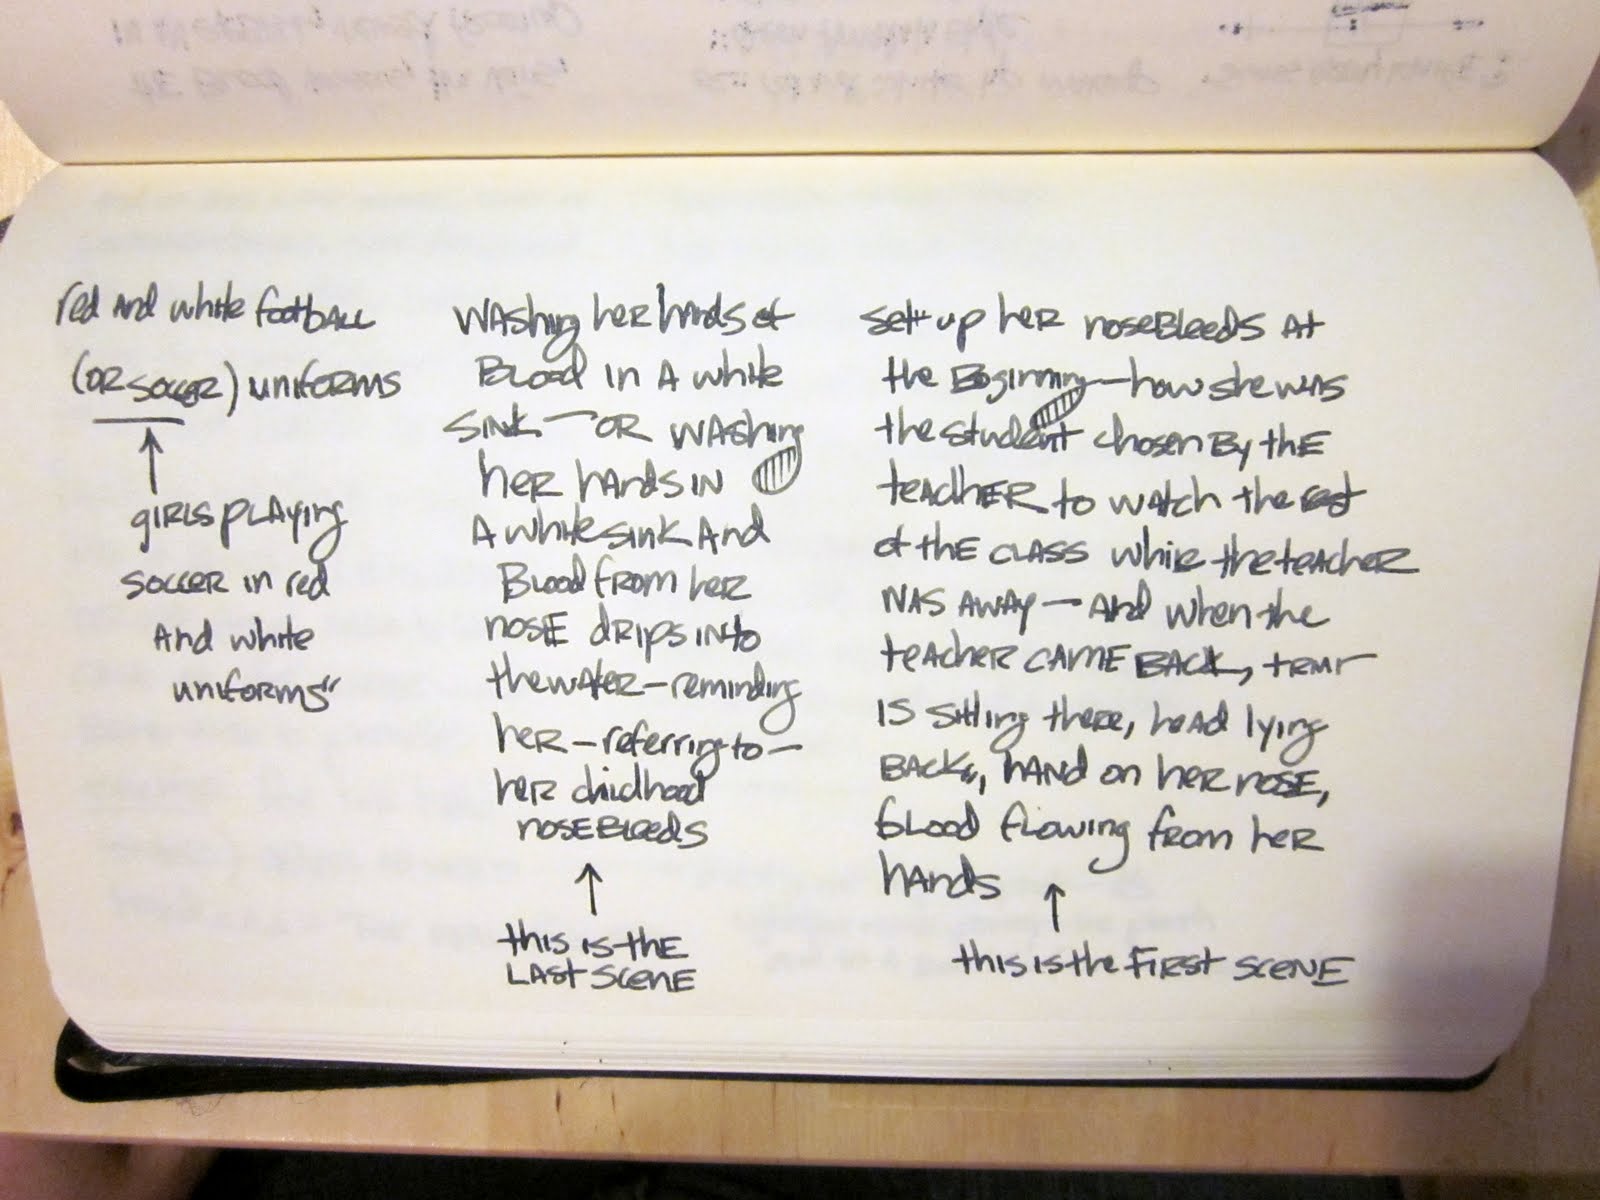 red And white football
(OR soccer) uniforms
↑
girls playing
soccer in red
And white
uniforms"
Washing her hands of
Blood in A white
sink — OR washing
her hands in
A white sink And
Blood from her
nose drips into
the water — reminding
her — referring to —
her childhood
nosebleeds
↑
this is the
Last scene
set up her nosebleeds At
the Beginning — how she was
the student chosen By the
teacher to watch the rest
of the class while the teacher
was away — And when the
teacher came Back,
is sitting there, head lying
Back, hand on her nose,
blood flowing from her
hands
↑
this is the First scene